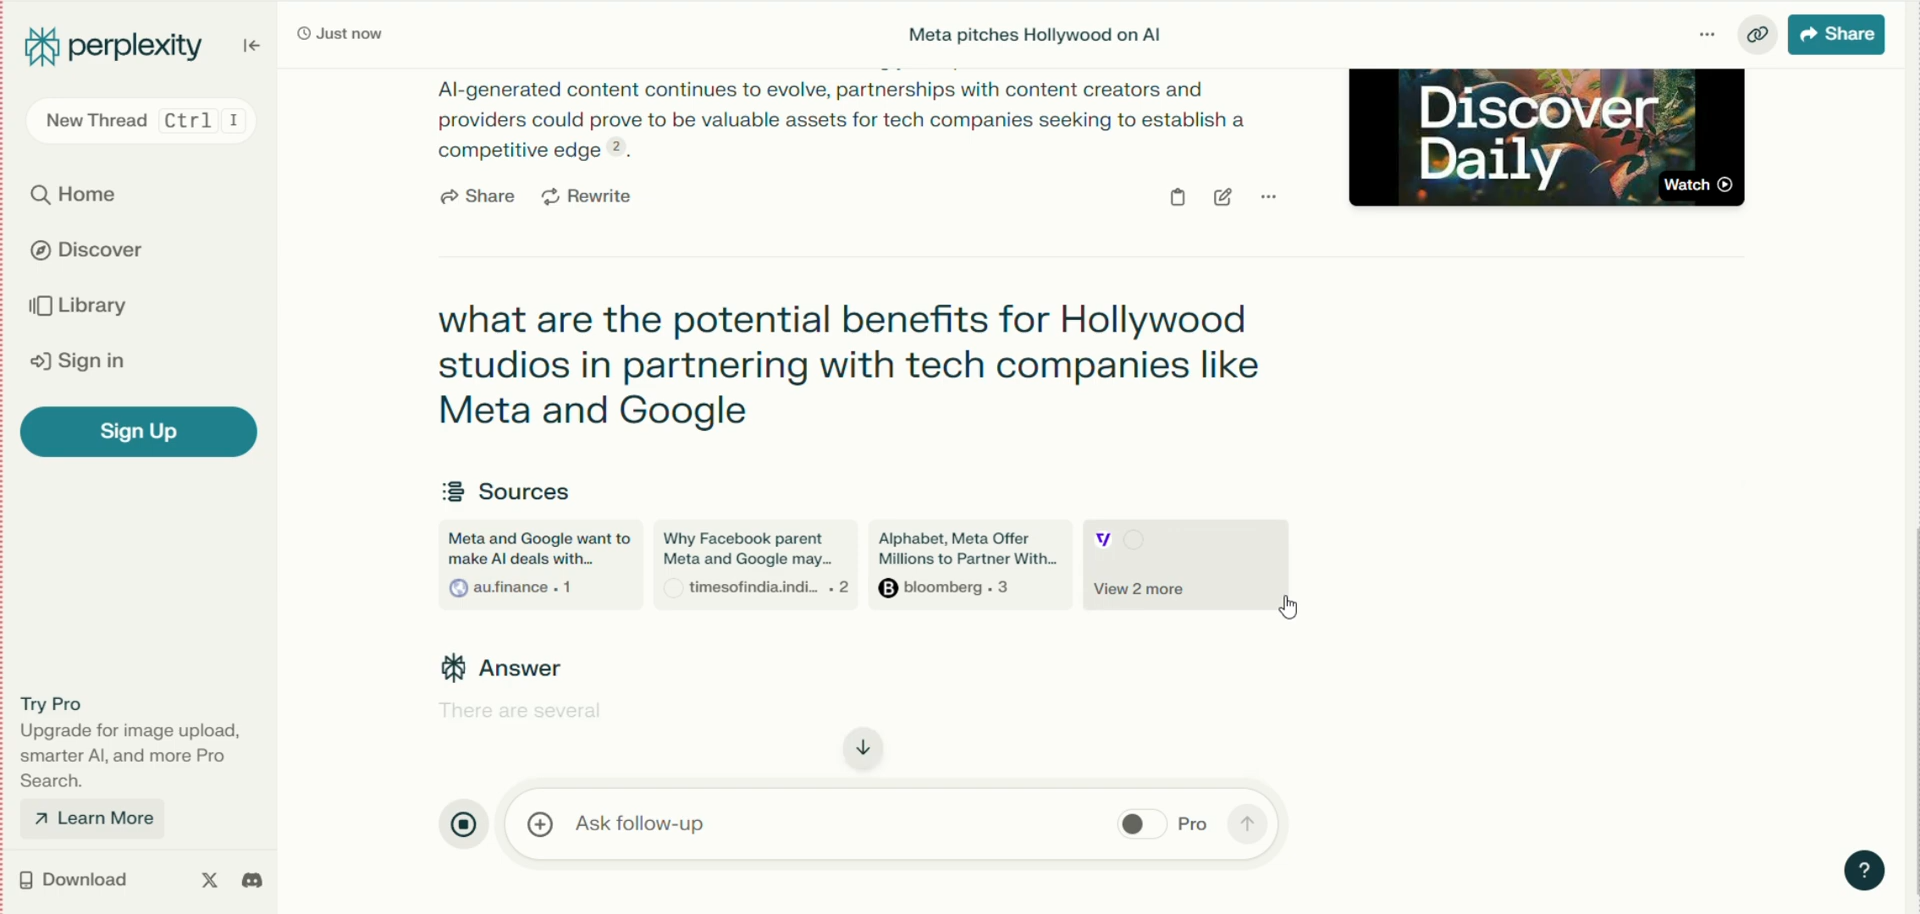 perplexity
New Thread Ctrl I
Home
Discover
Library
Sign in
Sign Up
Try Pro
Upgrade for image upload,
smarter AI, and more Pro
Search.
Learn More
Download
Just now
Meta pitches Hollywood on AI
Share
AI-generated content continues to evolve, partnerships with content creators and
providers could prove to be valuable assets for tech companies seeking to establish a
competitive edge 2.
Share Rewrite
Discover
Daily
Watch
what are the potential benefits for Hollywood
studios in partnering with tech companies like
Meta and Google
Sources
Meta and Google want to
make AI deals with...
au.finance · 1
Why Facebook parent
Meta and Google may...
timesofindia.indi... · 2
Alphabet, Meta Offer
Millions to Partner With...
B bloomberg · 3
View 2 more
Answer
There are several
Ask follow-up
Pro
?